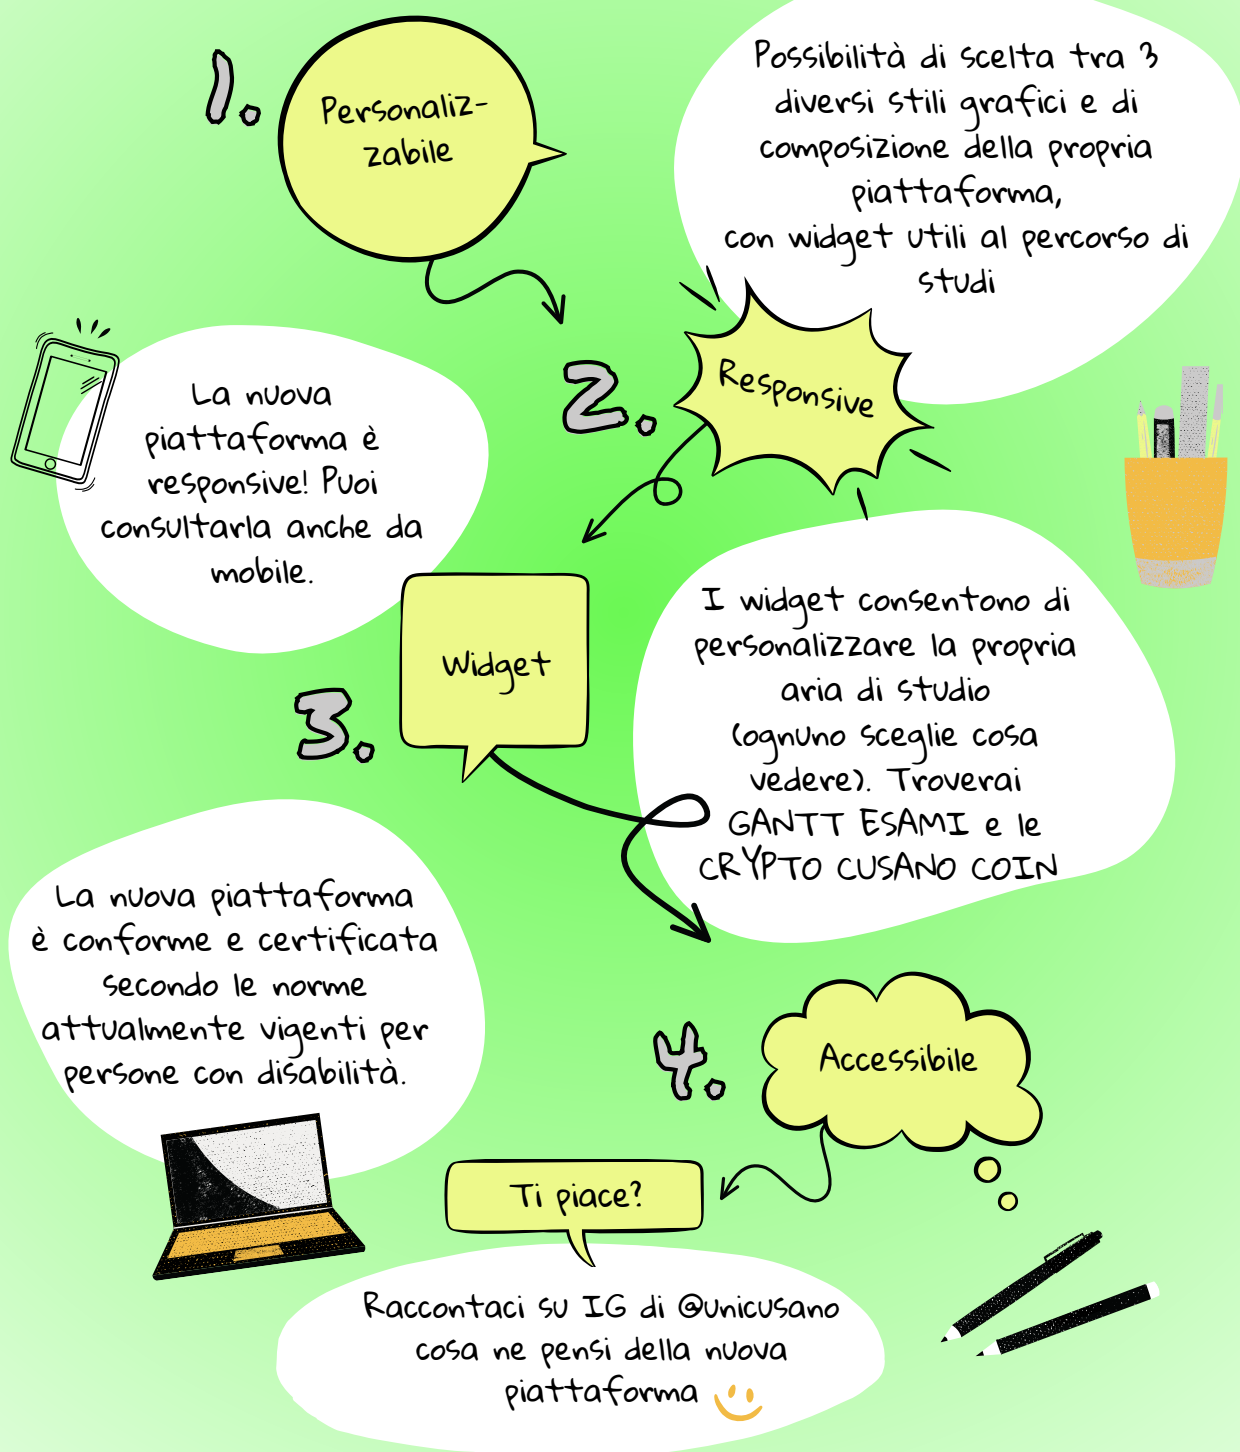 1.
Personaliz-
zabile
Possibilità di scelta tra 3
diversi stili grafici e di
composizione della propria
piattaforma,
con widget utili al percorso di
studi
2.
Responsive
La nuova
piattaforma è
responsive! Puoi
consultarla anche da
mobile.
3.
Widget
I widget consentono di
personalizzare la propria
aria di studio
(ognuno sceglie cosa
vedere). Troverai
GANTT ESAMI e le
CRYPTO CUSANO COIN
4.
Accessibile
La nuova piattaforma
è conforme e certificata
secondo le norme
attualmente vigenti per
persone con disabilità.
Ti piace?
Raccontaci su IG di @unicusano
cosa ne pensi della nuova
piattaforma